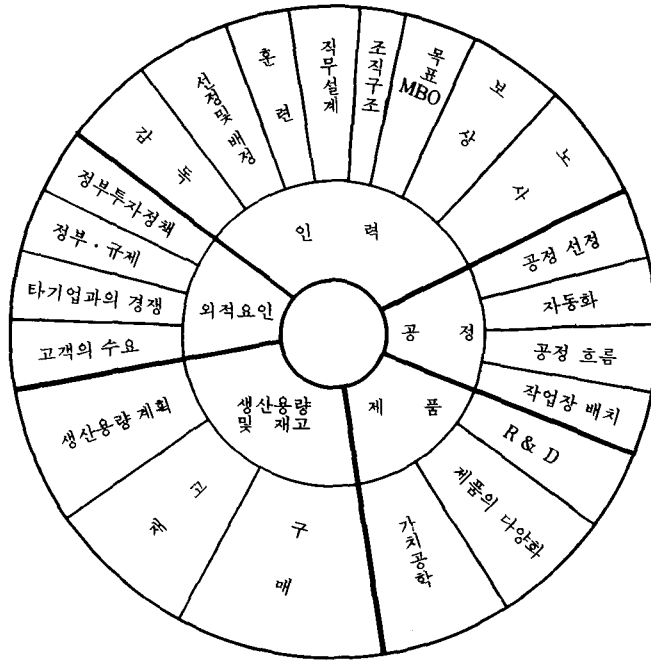 감독
선정및 배정
훈련
직무설계
조직구조
목표
MBO
보상
노사
정부투자정책
정부·규제
타기업과의 경쟁
고객의 수요
인력
외적요인
공정
생산용량
및 재고
제품
공정 선정
자동화
공정 흐름
작업장 배치
R & D
제품의 다양화
가치공학
구매
재고
생산용량 계획